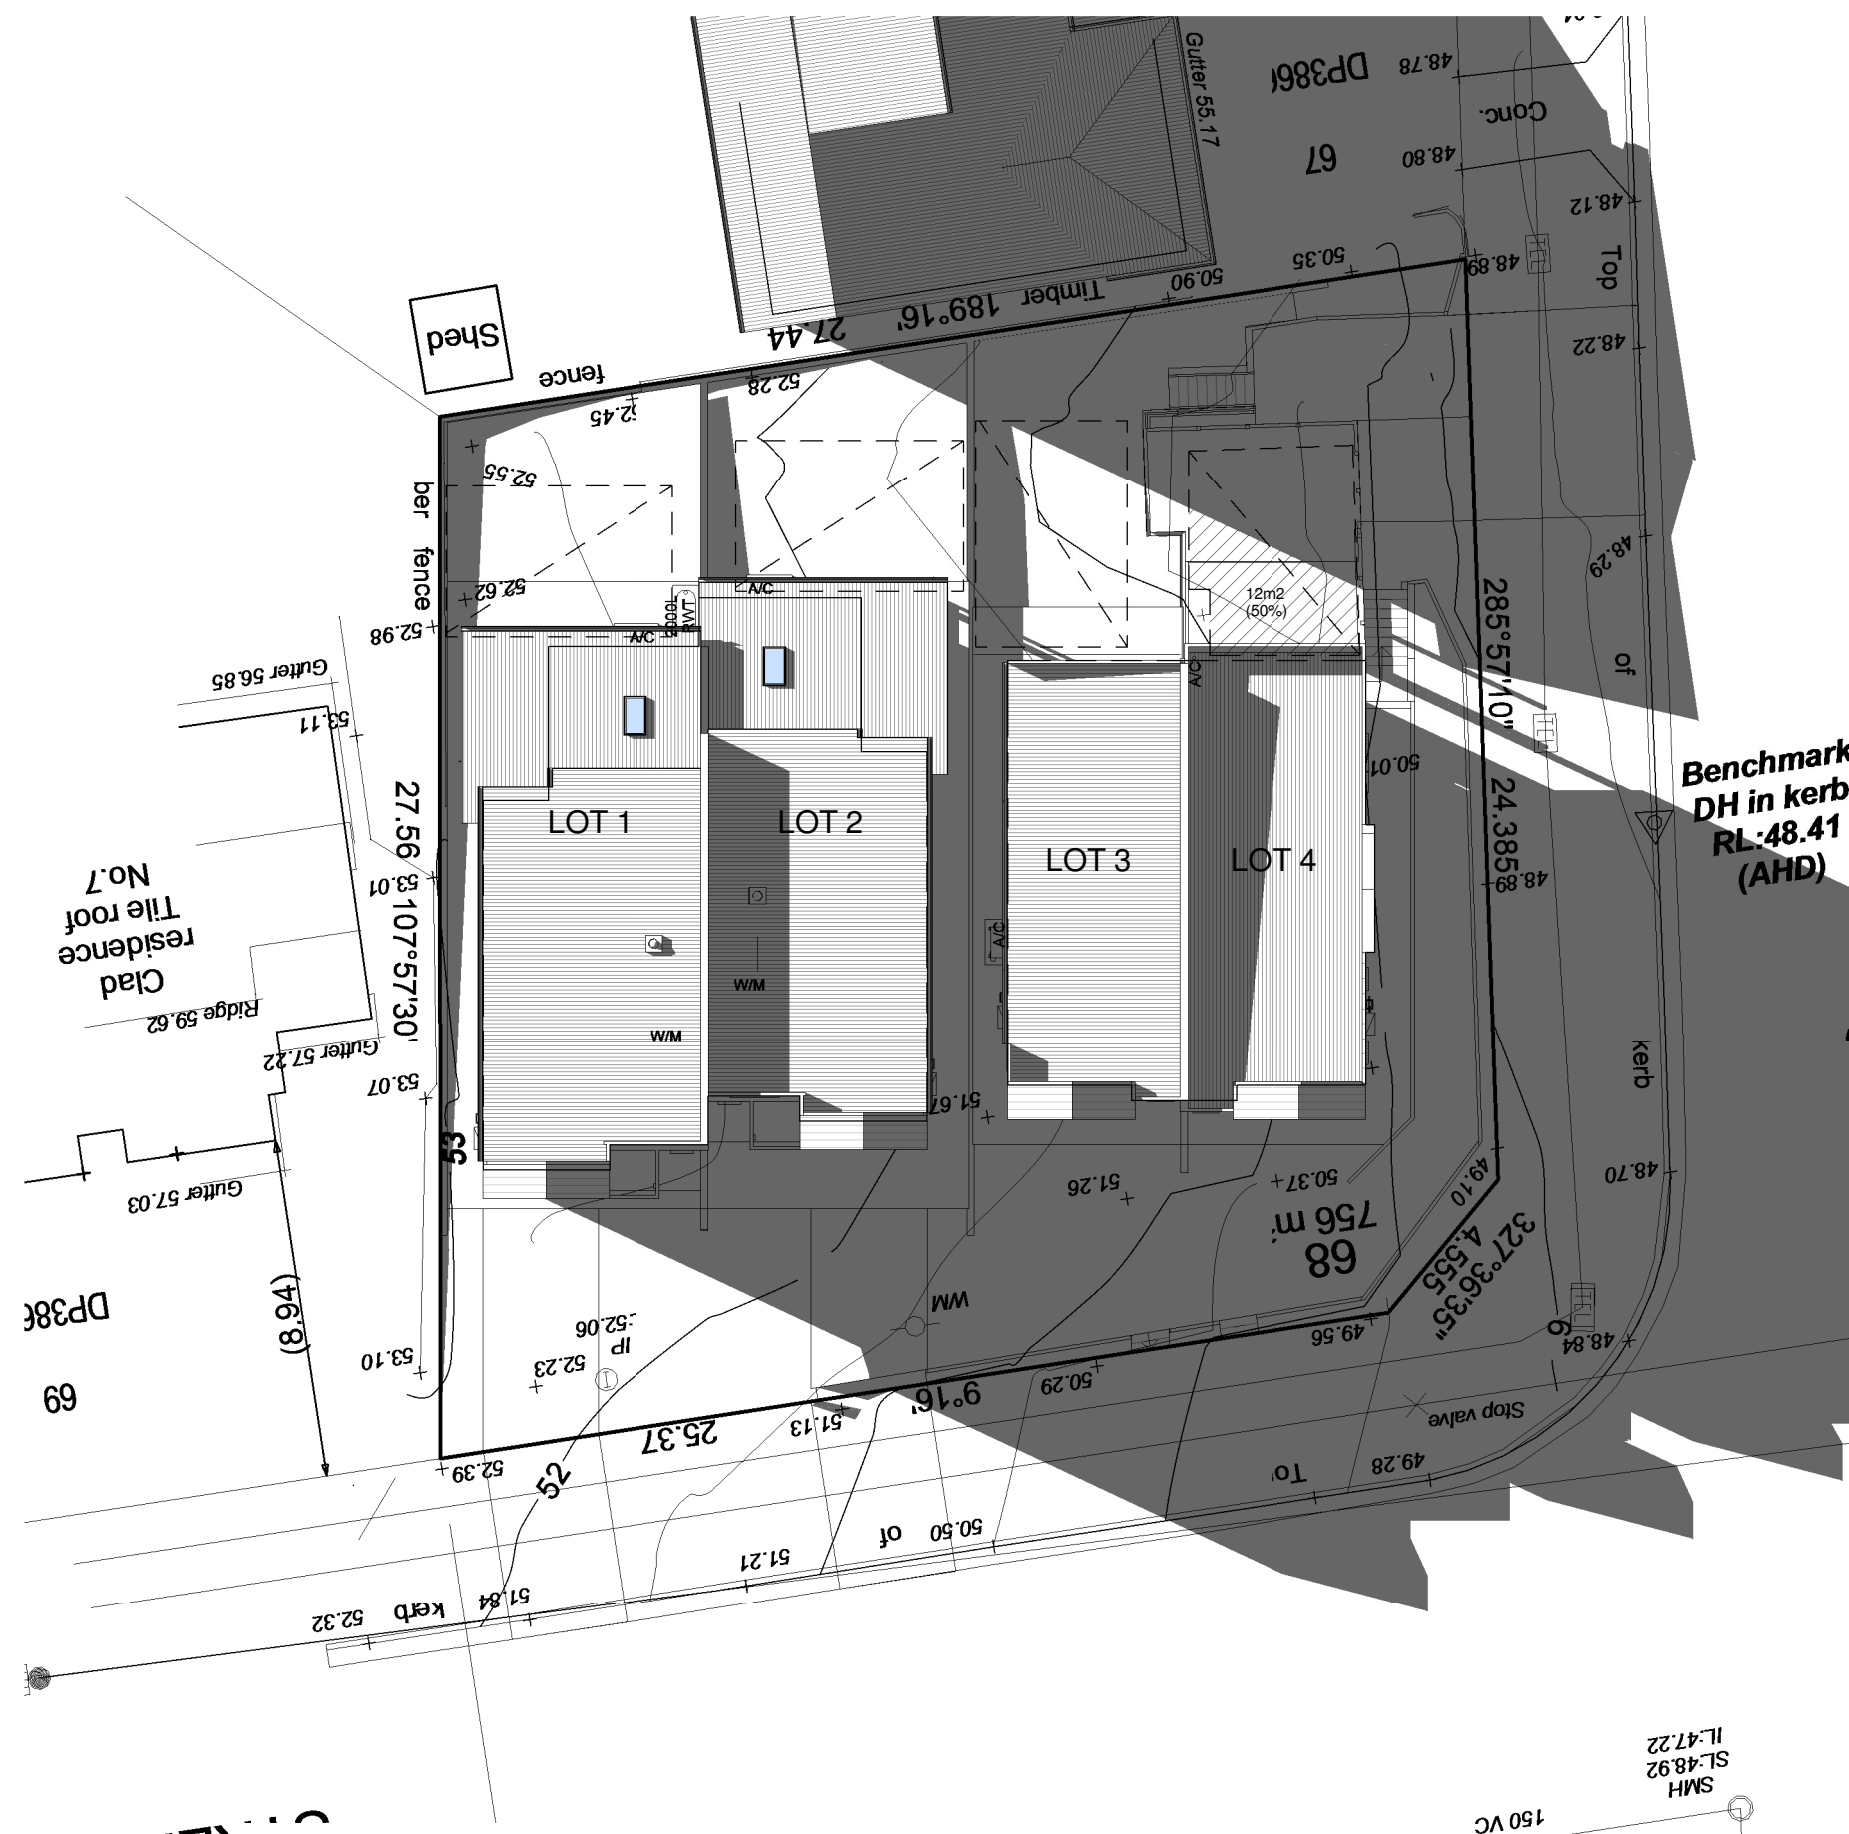 Gutter 55.17
DP386
48.78
Conc.
67
48.80
48.12
Top
48.89
50.35
50.90
Timber
189°16'
27.44
48.22
Shed
fence
52.28
52.45
52.55
ber fence
52.62
52.98
A/C
2000L
RWT
A/C
12m2
(50%)
48.29
of
285°57'10"
24.385
Gutter 56.85
53.11
A/C
50.01
Benchmark
DH in kerb
RL:48.41
(AHD)
LOT 1
LOT 2
LOT 3
LOT 4
27.56
107°57'30'
53.01
48.89
No.7
Tile roof
residence
Clad
Ridge 59.62
Gutter 57.22
A/C
W/M
W/M
53.07
kerb
51.67
53
Gutter 57.03
51.26
50.37
49.10
48.70
756 m
68
327°36'35"
4.555
(8.94)
DP386
69
WM
52.06
IP
52.23
53.10
49.56
48.84
50.29
9°16'
51.13
25.37
52.39
52
Stop valve
49.28
To
of
50.50
51.21
51.84
kerb
52.32
IL:47.22
SL:48.92
SMH
150 VC